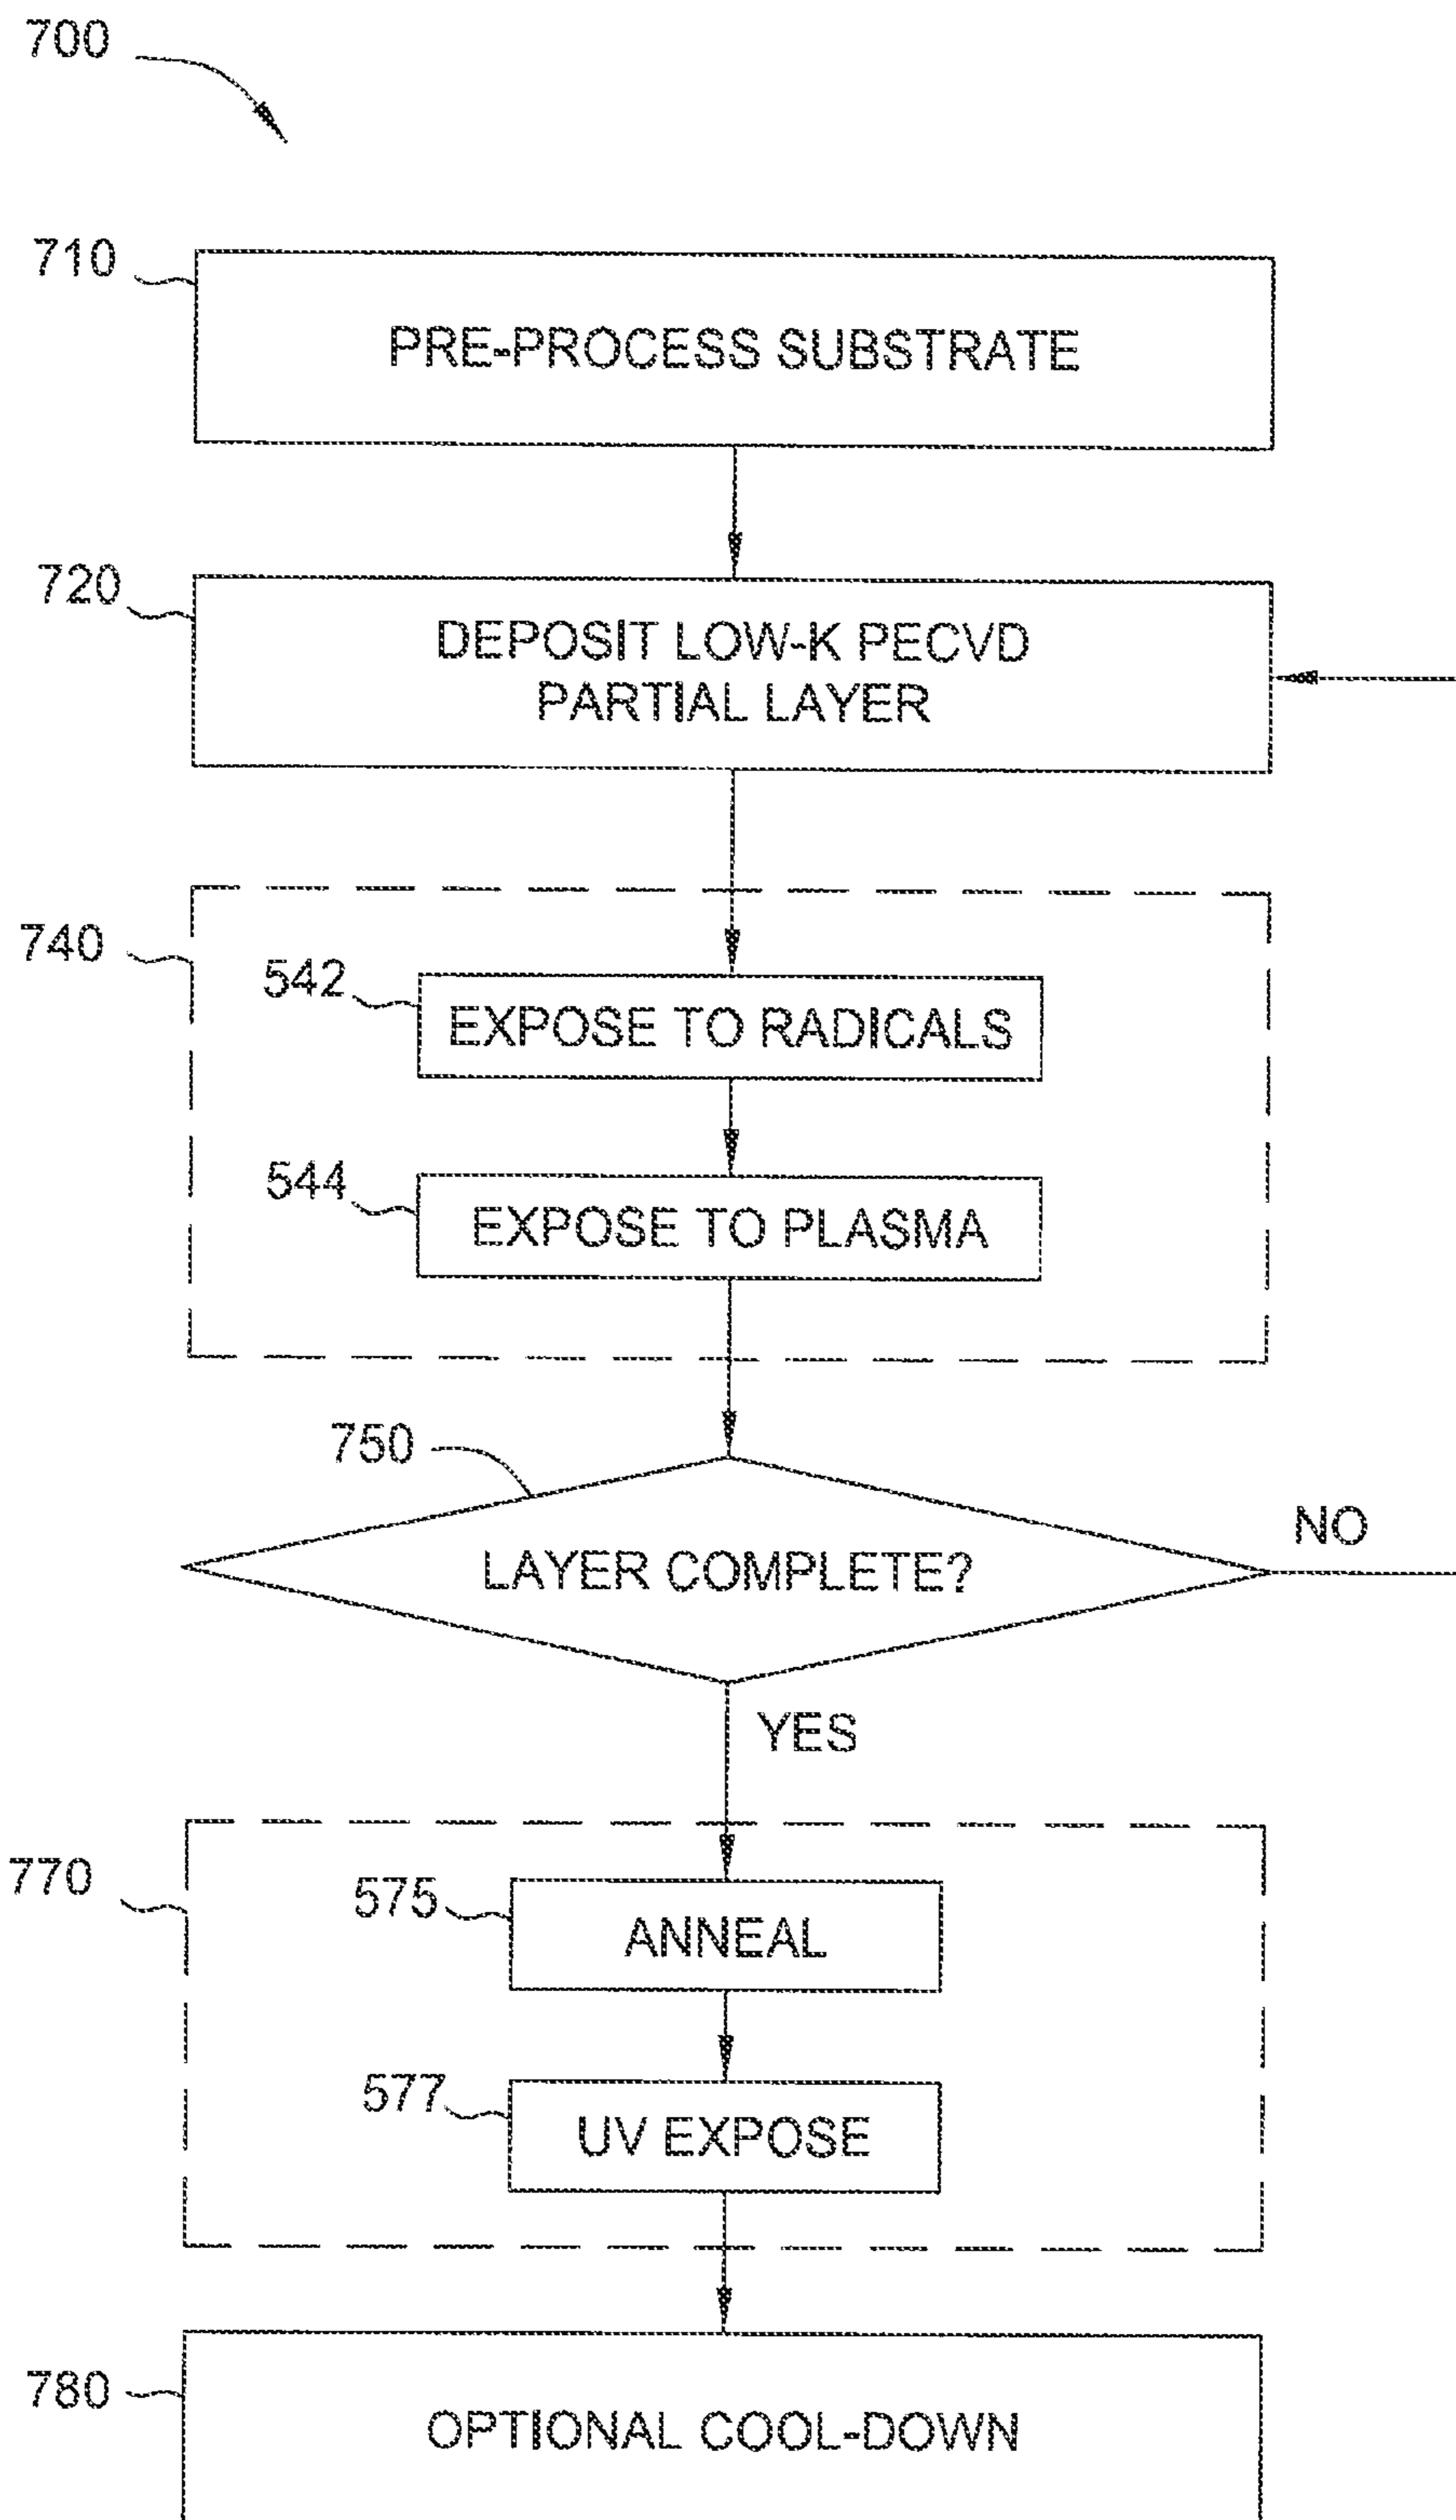 700
710
PRE-PROCESS SUBSTRATE
720
DEPOSIT LOW-K PECVD
PARTIAL LAYER
740
542
EXPOSE TO RADICALS
544
EXPOSE TO PLASMA
750
LAYER COMPLETE?
NO
YES
770
575
ANNEAL
577
UV EXPOSE
780
OPTIONAL COOL-DOWN